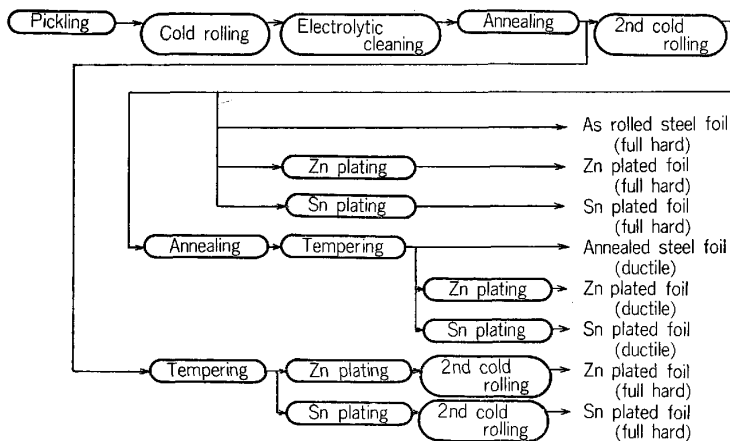 Pickling
Cold rolling
Electrolytic
cleaning
Annealing
2nd cold
rolling
As rolled steel foil
(full hard)
Zn plating
Zn plated foil
(full hard)
Sn plating
Sn plated foil
(full hard)
Annealing
Tempering
Annealed steel foil
(ductile)
Zn plating
Zn plated foil
(ductile)
Sn plating
Sn plated foil
(ductile)
Tempering
Zn plating
2nd cold
rolling
Zn plated foil
(full hard)
Sn plating
2nd cold
rolling
Sn plated foil
(full hard)